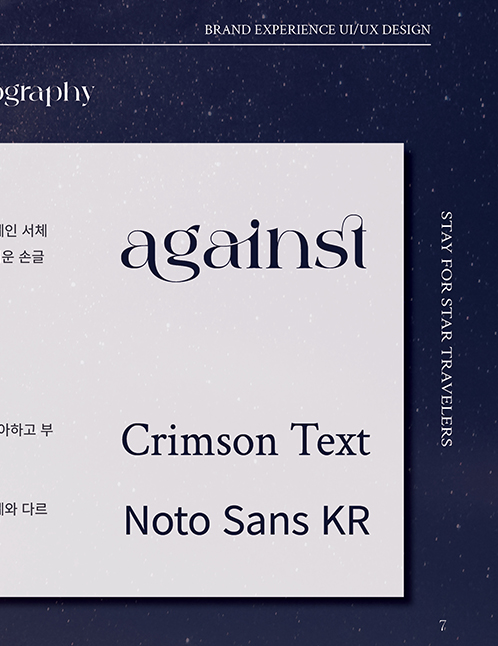 BRAND EXPERIENCE UI/UX DESIGN
ography
인 서체
운 손글
against
아하고 부
Crimson Text
와 다르
Noto Sans KR
STAY FOR STAR TRAVELERS
7